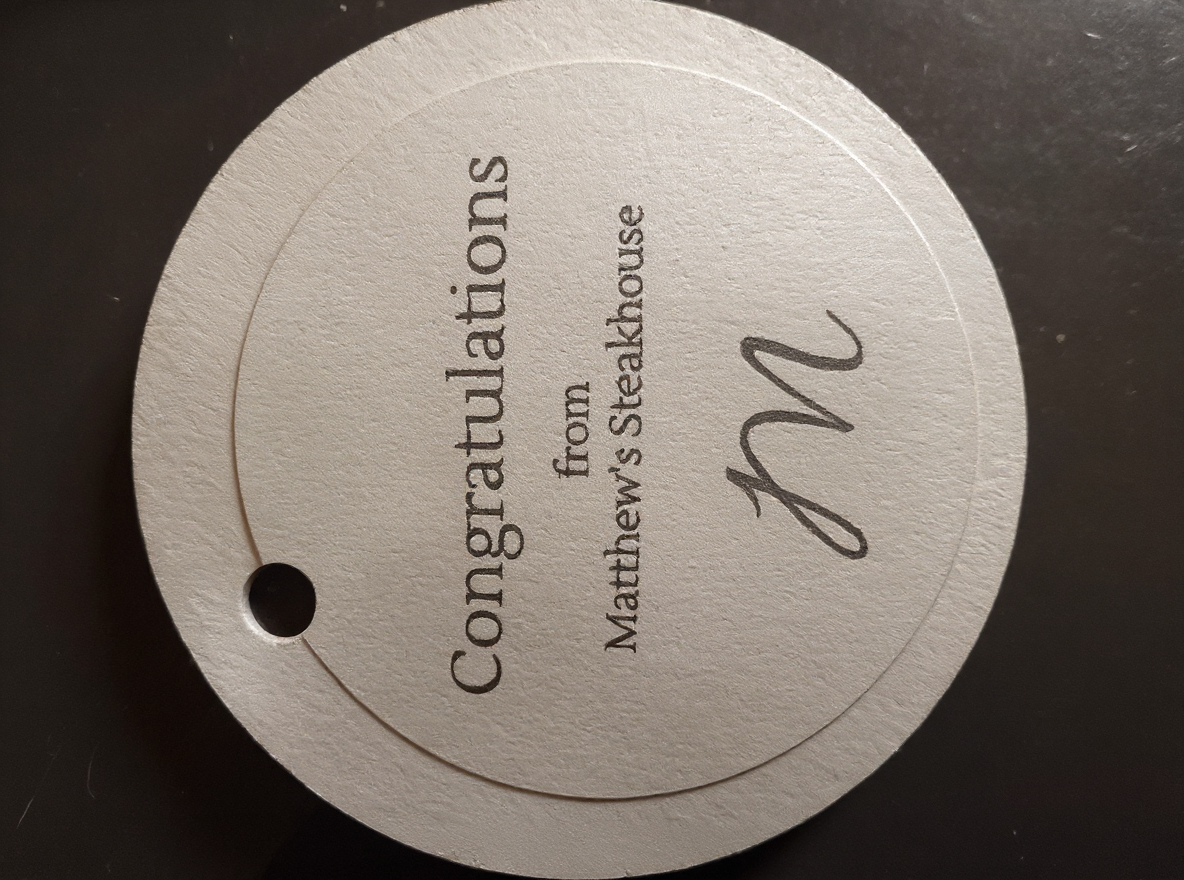 Congratulations
from
Matthew's Steakhouse
m